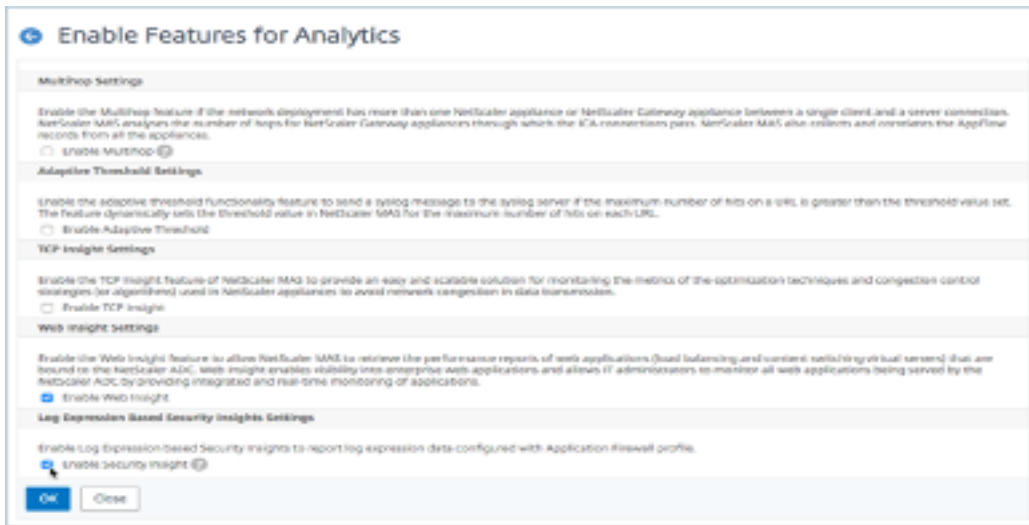 Enable Features for Analytics
Multihop Settings
Enable the Multihop feature if the network deployment has more than one NetScaler appliance or NetScaler Gateway appliance between a single client and a server connection.
NetScaler MAS analyses the number of hops for NetScaler Gateway appliances through which the ICA connections pass. NetScaler MAS also collects and correlates the AppFlow
records from all the appliances.
Enable Multihop
Adaptive Threshold Settings
Enable the adaptive threshold functionality feature to send a syslog message to the syslog server if the maximum number of hits on a URL is greater than the threshold value set.
The feature dynamically sets the threshold value in NetScaler MAS for the maximum number of hits on each URL.
Enable Adaptive Threshold
TCP Insight Settings
Enable the TCP Insight feature of NetScaler MAS to provide an easy and scalable solution for monitoring the metrics of the optimization techniques and congestion control
strategies (or algorithms) used in NetScaler appliances to avoid network congestion in data transmission.
Enable TCP Insight
Web Insight Settings
Enable the Web Insight feature to allow NetScaler MAS to retrieve the performance reports of web applications (load balancing and content switching virtual servers) that are
bound to the NetScaler ADC. Web Insight enables visibility into enterprise web applications and allows IT administrators to monitor all web applications being served by the
NetScaler ADC by providing integrated and real-time monitoring of applications.
Enable Web Insight
Log Expression Based Security Insights Settings
Enable Log Expression based Security Insights to report log expression data configured with Application Firewall profile.
Enable Security Insight
OK Close